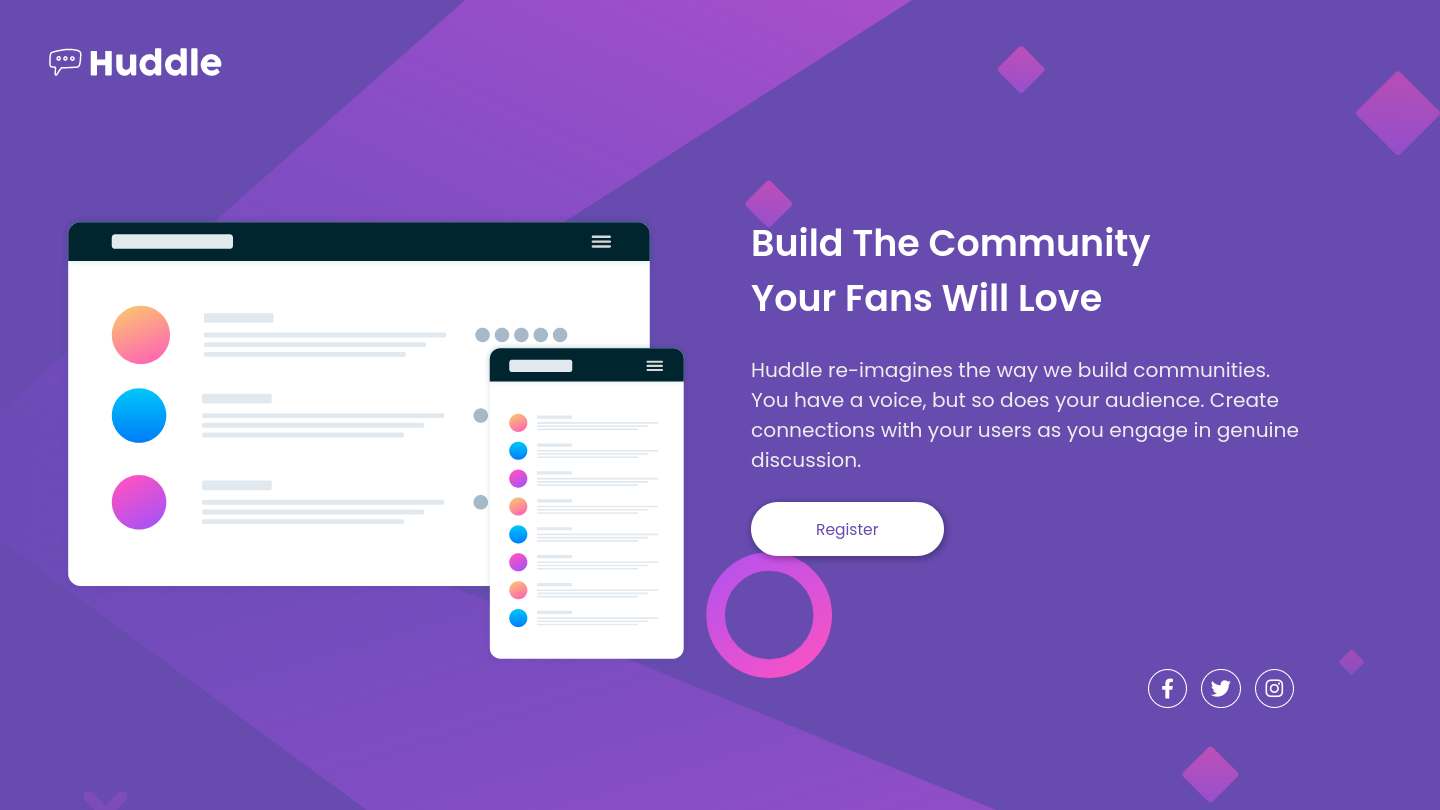 Huddle
Build The Community
Your Fans Will Love
Huddle re-imagines the way we build communities.
You have a voice, but so does your audience. Create
connections with your users as you engage in genuine
discussion.
Register